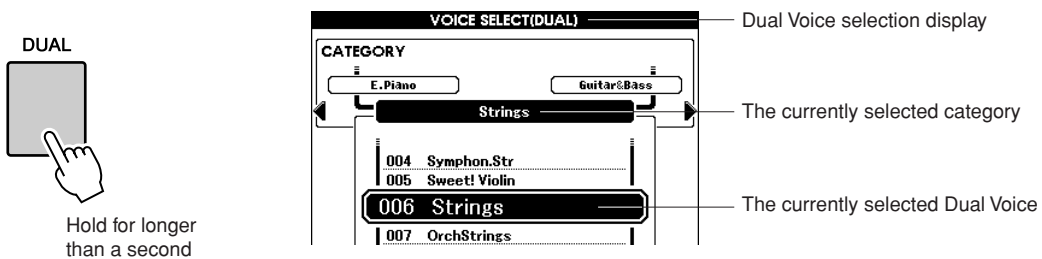 DUAL
Hold for longer
than a second
VOICE SELECT(DUAL)
Dual Voice selection display
CATEGORY
E.Piano
Guitar&Bass
Strings
The currently selected category
004 Symphon.Str
005 Sweet! Violin
006 Strings
The currently selected Dual Voice
007 OrchStrings